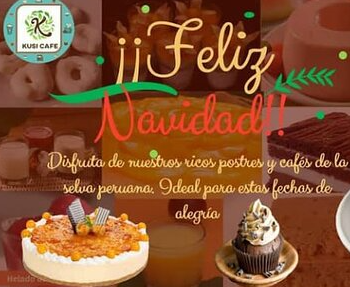 K
KUSI CAFE
¡¡Feliz
Navidad!!
Disfruta de nuestros ricos postres y cafés de la
selva peruana. Ideal para estas fechas de
alegría
Helado